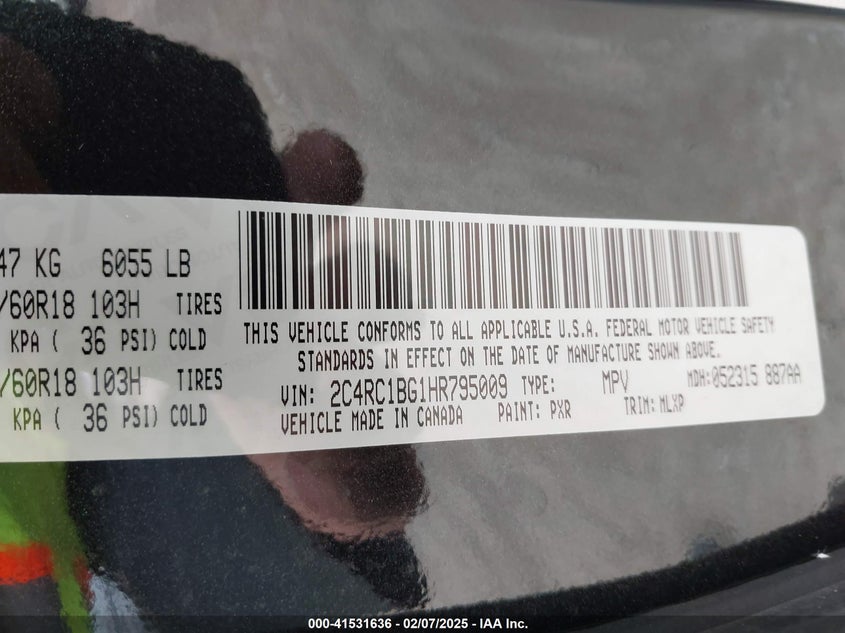 47 KG 6055 LB
/60R18 103H TIRES
KPA ( 36 PSI) COLD
/60R18 103H TIRES
KPA ( 36 PSI) COLD
THIS VEHICLE CONFORMS TO ALL APPLICABLE U.S.A. FEDERAL MOTOR VEHICLE SAFETY
STANDARDS IN EFFECT ON THE DATE OF MANUFACTURE SHOWN ABOVE.
VIN: 2C4RC1BG1HR795009 TYPE: MPV MDH:052315 887AA
VEHICLE MADE IN CANADA PAINT: PXR TRIM: MLXP
000-41531636 - 02/07/2025 - IAA Inc.